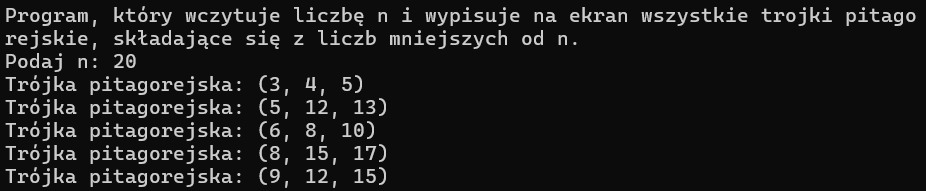 Program, który wczytuje liczbę n i wypisuje na ekran wszystkie trojki pitago
rejskie, składające się z liczb mniejszych od n.
Podaj n: 20
Trójka pitagorejska: (3, 4, 5)
Trójka pitagorejska: (5, 12, 13)
Trójka pitagorejska: (6, 8, 10)
Trójka pitagorejska: (8, 15, 17)
Trójka pitagorejska: (9, 12, 15)